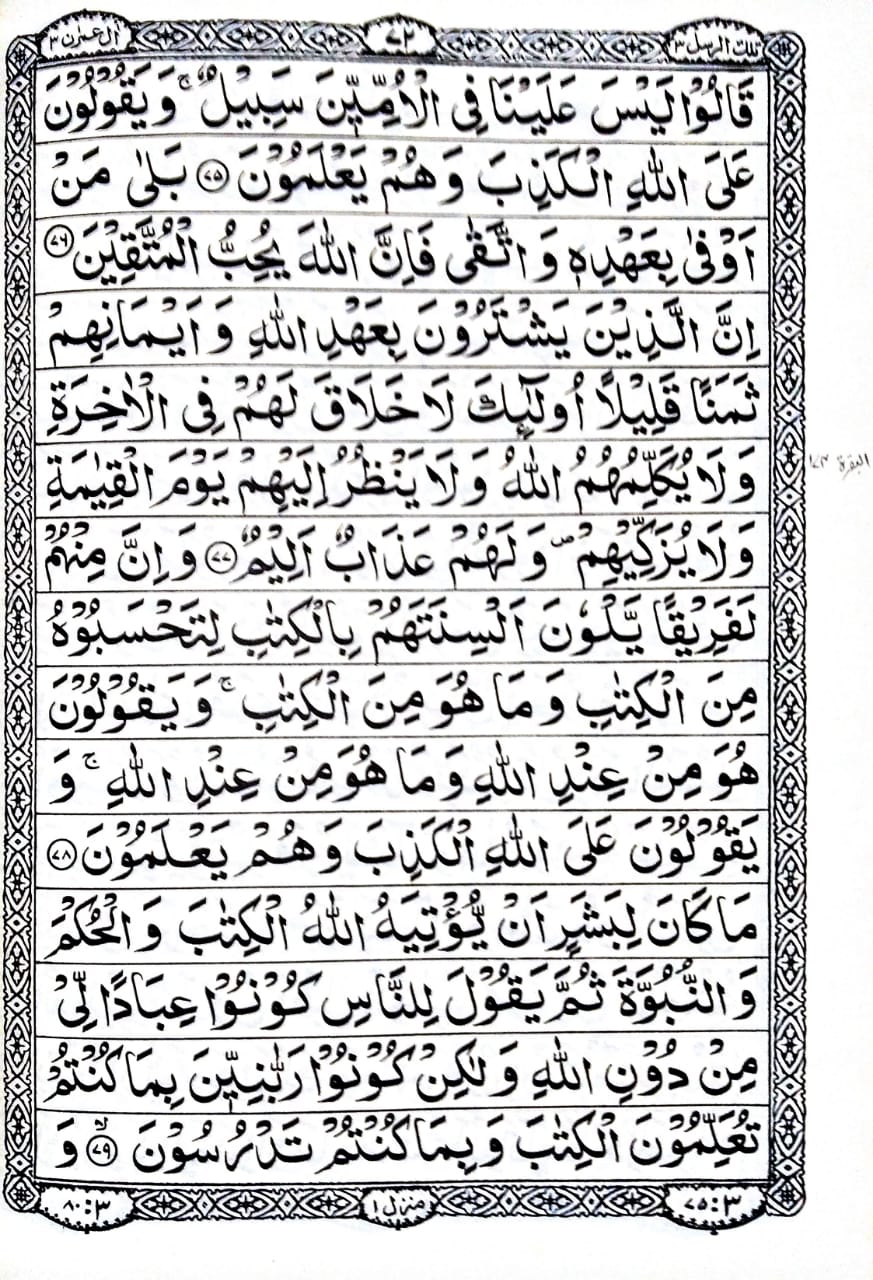 تلك الرسل ٣ ٧٢ اٰل عمرٰن ٣
قَالُوْا لَيْسَ عَلَيْنَا فِى الْاُمِّيّٖنَ سَبِيْلٌ ۚ وَ يَقُوْلُوْنَ
عَلَى اللّٰهِ الْكَذِبَ وَ هُمْ يَعْلَمُوْنَ ﴿٧٥﴾ بَلٰى مَنْ
اَوْفٰى بِعَهْدِهٖ وَ اتَّقٰى فَاِنَّ اللّٰهَ يُحِبُّ الْمُتَّقِيْنَ ﴿٧٦﴾
اِنَّ الَّذِيْنَ يَشْتَرُوْنَ بِعَهْدِ اللّٰهِ وَ اَيْمَانِهِمْ
ثَمَنًا قَلِيْلًا اُولٰٓئِكَ لَا خَلَاقَ لَهُمْ فِى الْاٰخِرَةِ
وَ لَا يُكَلِّمُهُمُ اللّٰهُ وَ لَا يَنْظُرُ اِلَيْهِمْ يَوْمَ الْقِيٰمَةِ
البقرة ١٧٤
وَ لَا يُزَكِّيْهِمْ ۪ وَ لَهُمْ عَذَابٌ اَلِيْمٌ ﴿٧٧﴾ وَ اِنَّ مِنْهُمْ
لَفَرِيْقًا يَّلْوٗنَ اَلْسِنَتَهُمْ بِالْكِتٰبِ لِتَحْسَبُوْهُ
مِنَ الْكِتٰبِ وَ مَا هُوَ مِنَ الْكِتٰبِ ۚ وَ يَقُوْلُوْنَ
هُوَ مِنْ عِنْدِ اللّٰهِ وَ مَا هُوَ مِنْ عِنْدِ اللّٰهِ ۚ وَ
يَقُوْلُوْنَ عَلَى اللّٰهِ الْكَذِبَ وَ هُمْ يَعْلَمُوْنَ ﴿٧٨﴾
مَا كَانَ لِبَشَرٍ اَنْ يُّؤْتِيَهُ اللّٰهُ الْكِتٰبَ وَ الْحُكْمَ
وَ النُّبُوَّةَ ثُمَّ يَقُوْلَ لِلنَّاسِ كُوْنُوْا عِبَادًا لِّىْ
مِنْ دُوْنِ اللّٰهِ وَ لٰكِنْ كُوْنُوْا رَبّٰنِيّٖنَ بِمَا كُنْتُمْ
تُعَلِّمُوْنَ الْكِتٰبَ وَ بِمَا كُنْتُمْ تَدْرُسُوْنَ ۙ﴿٧٩﴾ وَ
٣:٧٥ منزل ١ ٣:٨٠